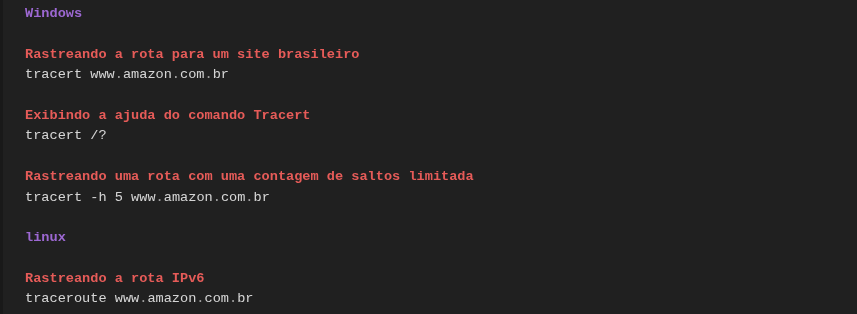 Windows
Rastreando a rota para um site brasileiro
tracert www.amazon.com.br
Exibindo a ajuda do comando Tracert
tracert /?
Rastreando uma rota com uma contagem de saltos limitada
tracert -h 5 www.amazon.com.br
linux
Rastreando a rota IPv6
traceroute www.amazon.com.br